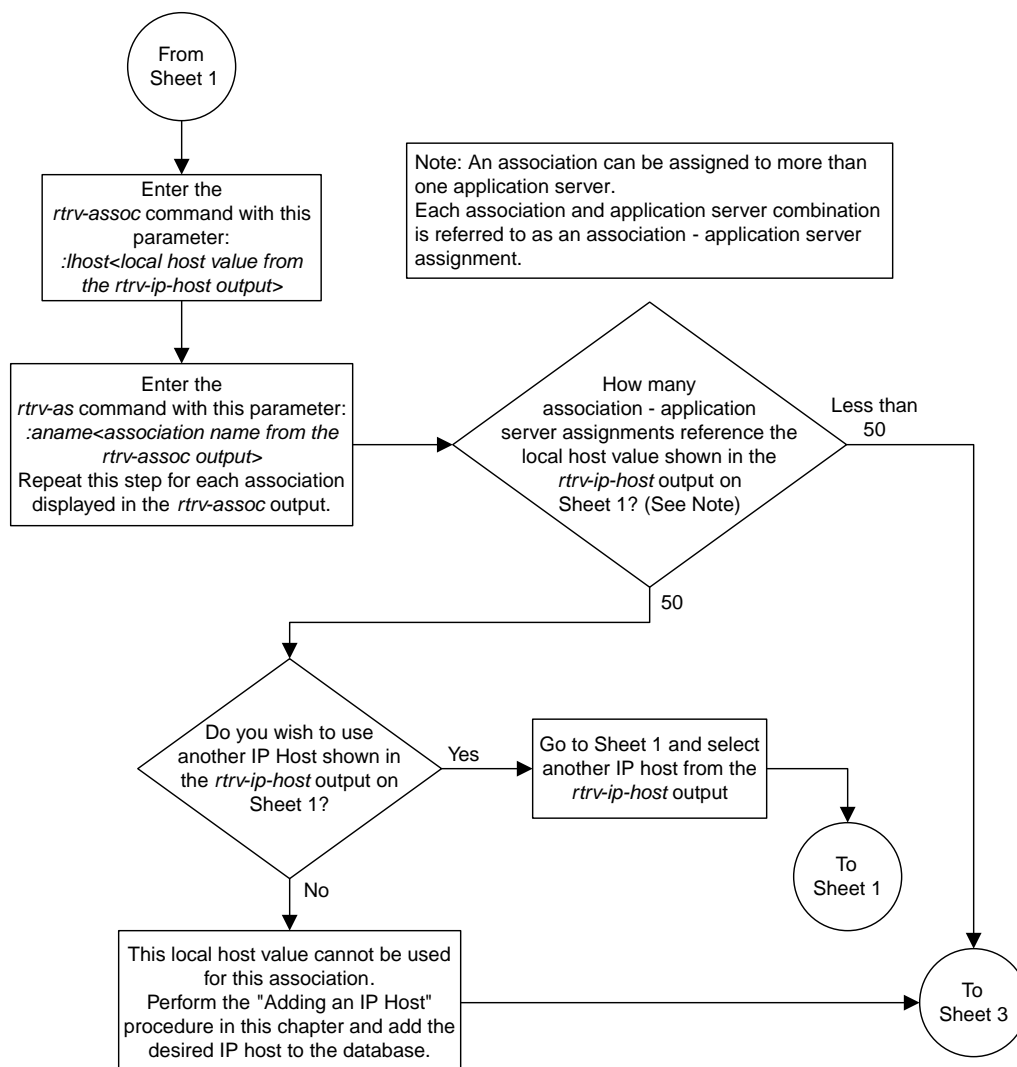 From
Sheet 1
Enter the
rtrv-assoc command with this
parameter:
:lhost<local host value from
the rtrv-ip-host output>
Note: An association can be assigned to more than
one application server.
Each association and application server combination
is referred to as an association - application server
assignment.
Enter the
rtrv-as command with this parameter:
:aname<association name from the
rtrv-assoc output>
Repeat this step for each association
displayed in the rtrv-assoc output.
How many
association - application
server assignments reference the
local host value shown in the
rtrv-ip-host output on
Sheet 1? (See Note)
Less than
50
50
Do you wish to use
another IP Host shown in
the rtrv-ip-host output on
Sheet 1?
Yes
Go to Sheet 1 and select
another IP host from the
rtrv-ip-host output
To
Sheet 1
No
This local host value cannot be used
for this association.
Perform the "Adding an IP Host"
procedure in this chapter and add the
desired IP host to the database.
To
Sheet 3